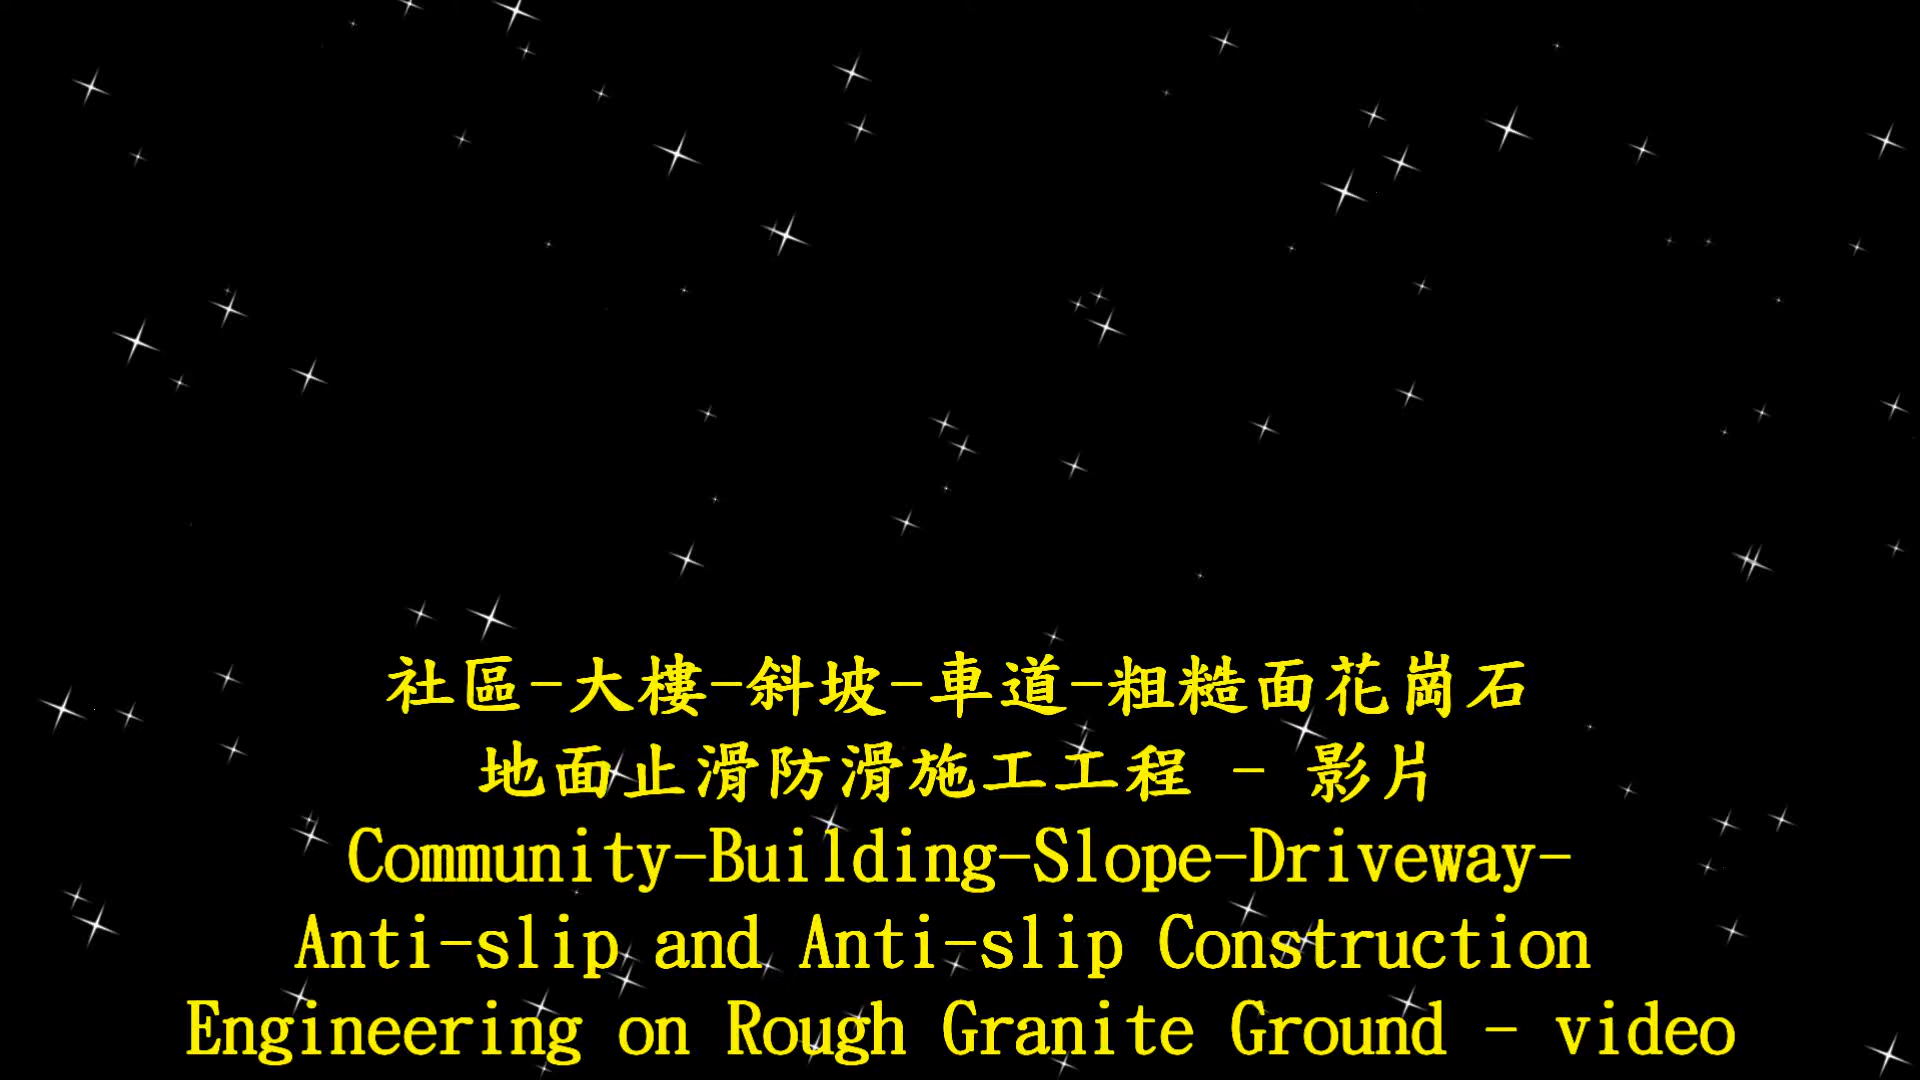 社區-大樓-斜坡-車道-粗糙面花崗石
地面止滑防滑施工工程 - 影片
Community-Building-Slope-Driveway-
Anti-slip and Anti-slip Construction
Engineering on Rough Granite Ground - video